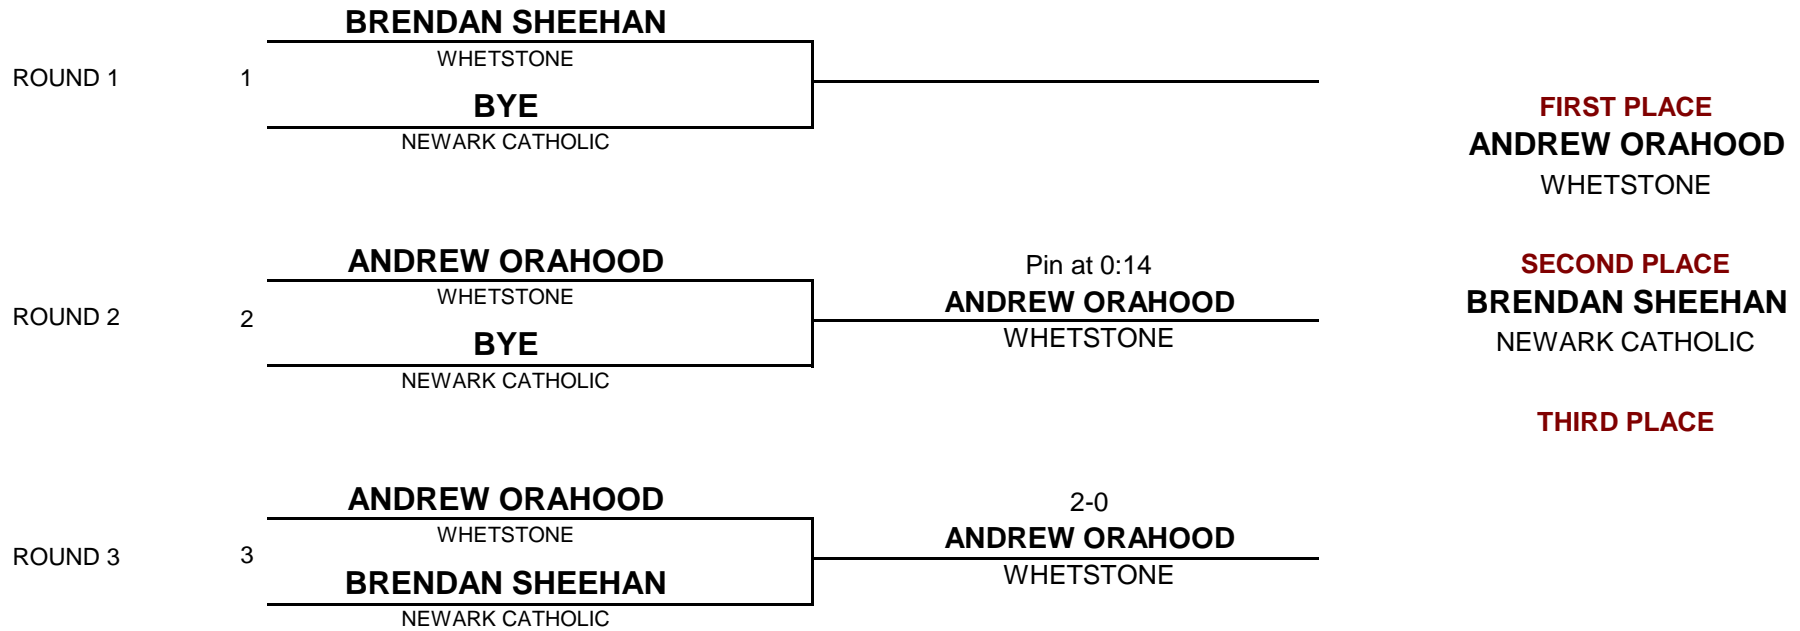 BRENDAN SHEEHAN
WHETSTONE
ROUND 1
1
BYE
NEWARK CATHOLIC
FIRST PLACE
ANDREW ORAHOOD
WHETSTONE
ANDREW ORAHOOD
WHETSTONE
ROUND 2
2
BYE
NEWARK CATHOLIC
Pin at 0:14
ANDREW ORAHOOD
WHETSTONE
SECOND PLACE
BRENDAN SHEEHAN
NEWARK CATHOLIC
THIRD PLACE
ANDREW ORAHOOD
WHETSTONE
ROUND 3
3
BRENDAN SHEEHAN
NEWARK CATHOLIC
2-0
ANDREW ORAHOOD
WHETSTONE